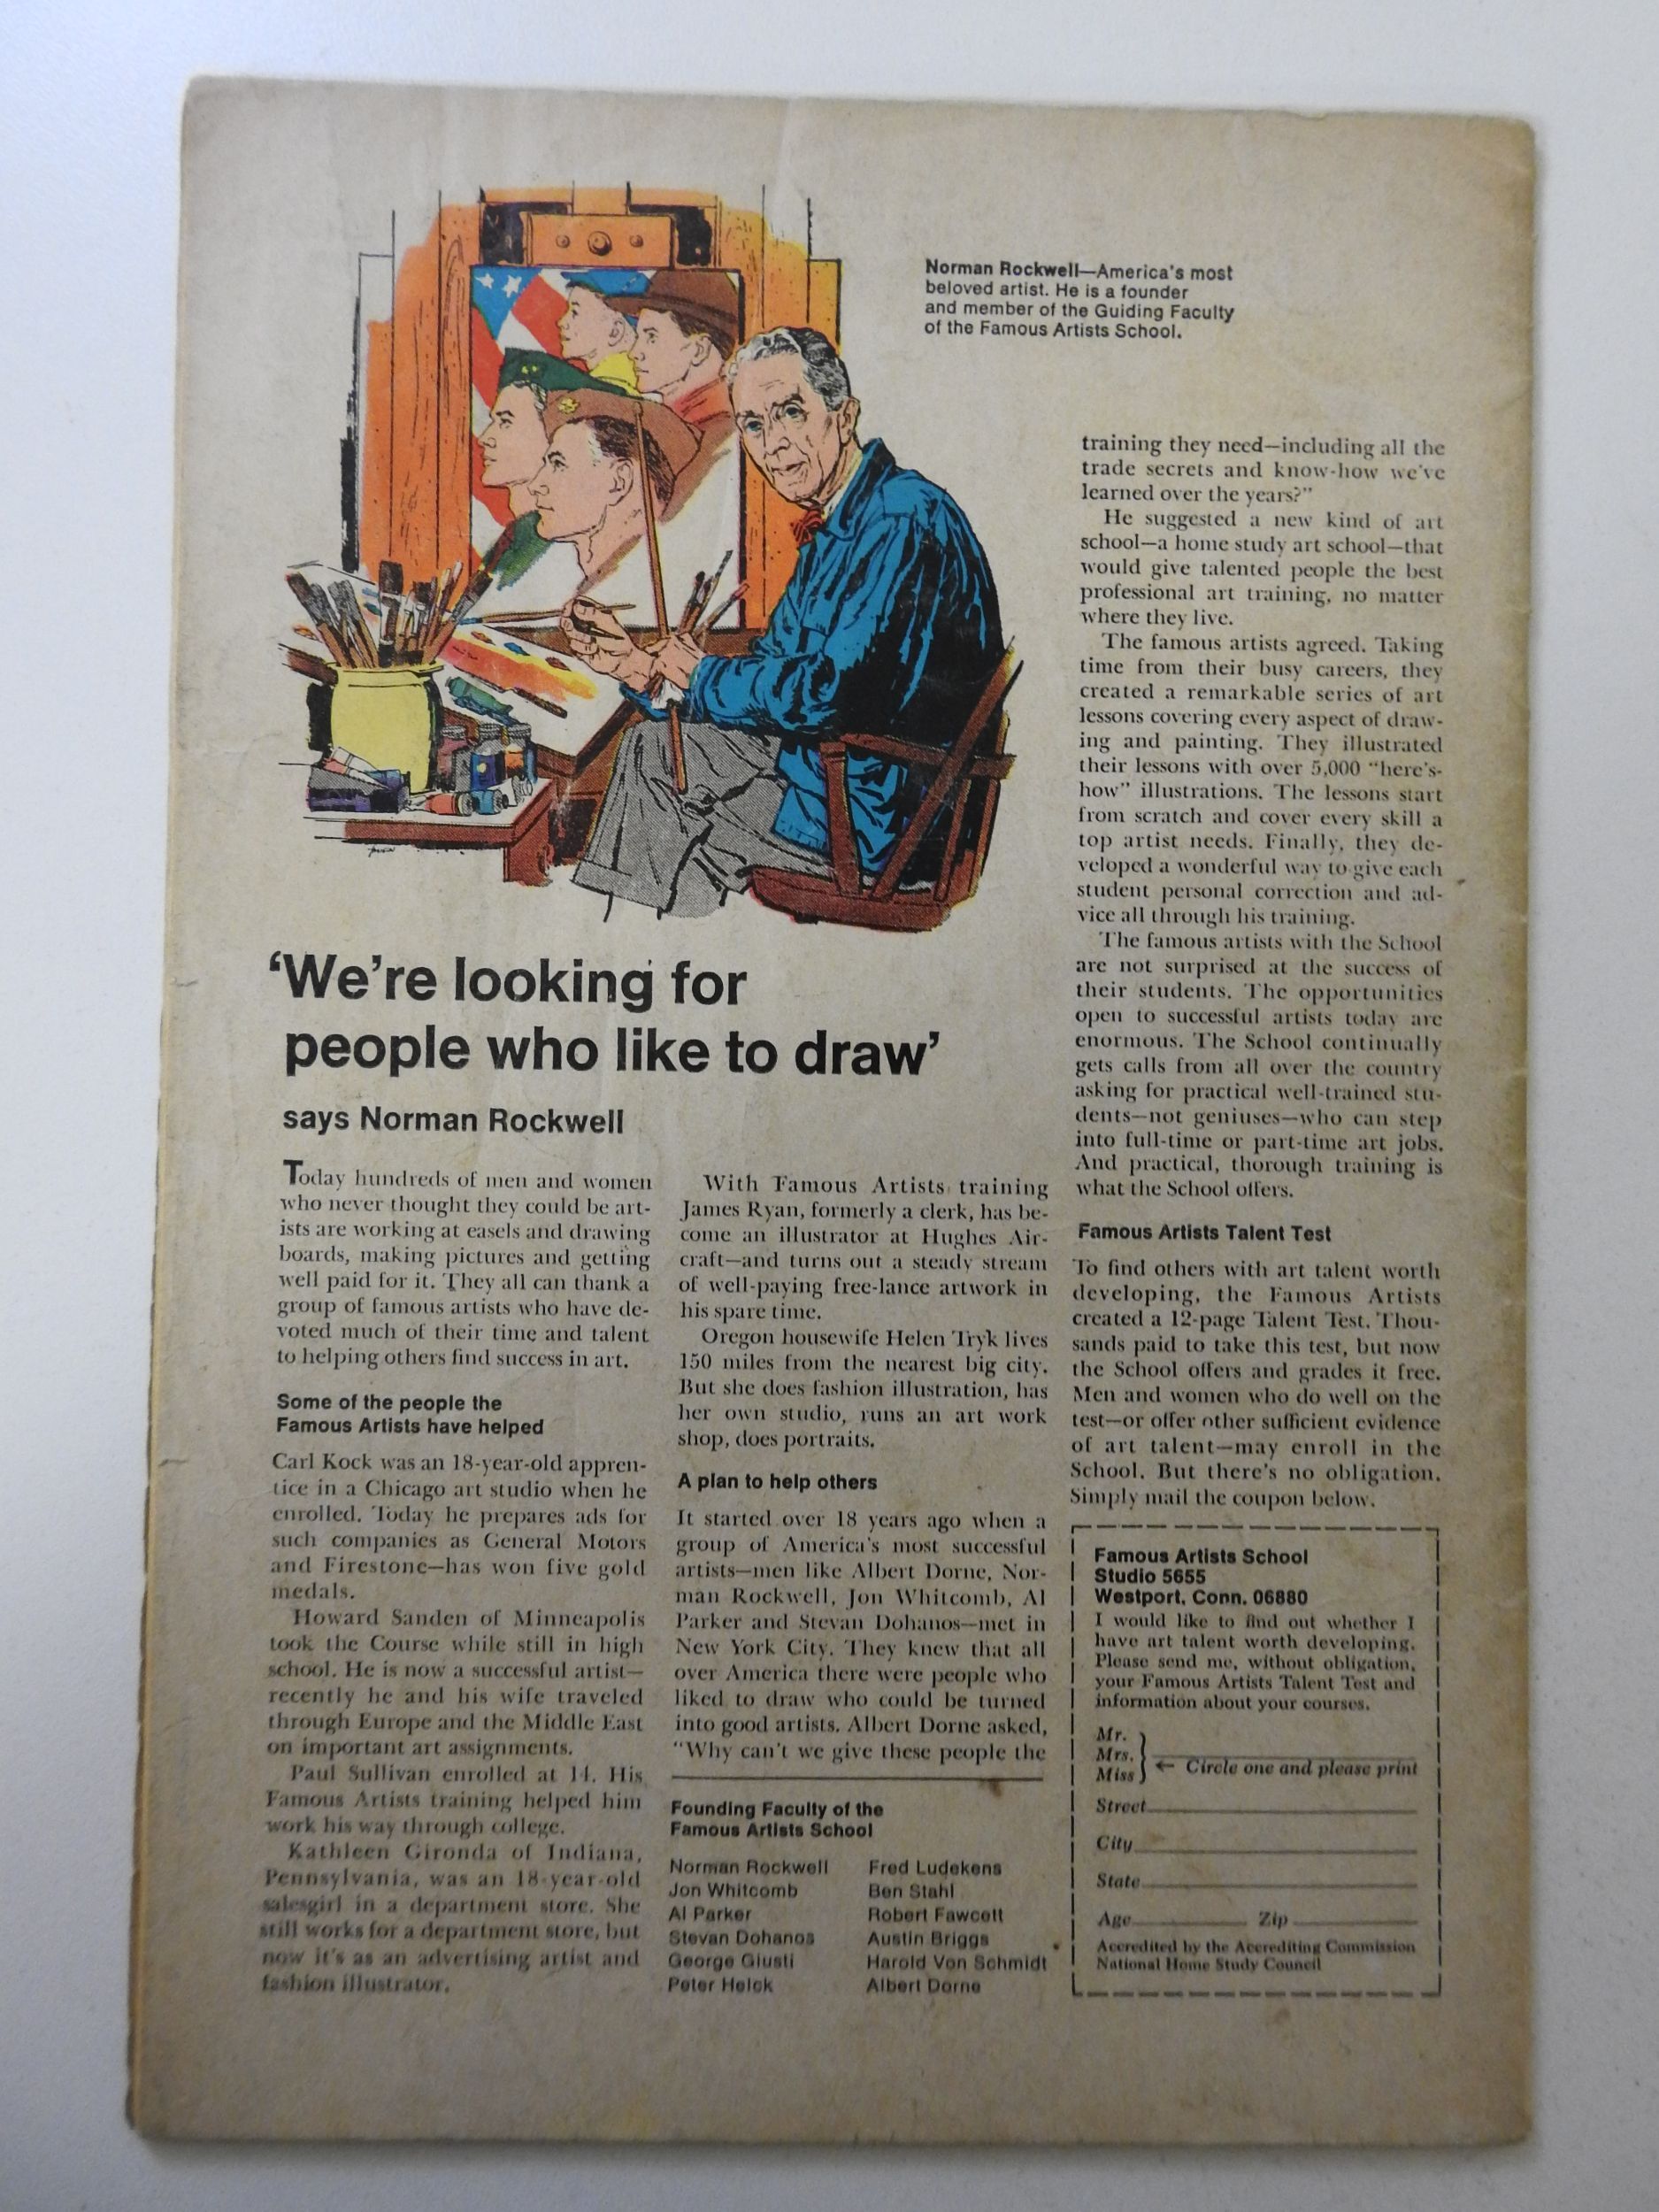 Norman Rockwell—America's most
beloved artist. He is a founder
and member of the Guiding Faculty
of the Famous Artists School.
'We're looking for
people who like to draw'
says Norman Rockwell
Today hundreds of men and women
who never thought they could be art-
ists are working at easels and drawing
boards, making pictures and getting
well paid for it. They all can thank a
group of famous artists who have de-
voted much of their time and talent
to helping others find success in art.
Some of the people the
Famous Artists have helped
Carl Kock was an 18-year-old appren-
tice in a Chicago art studio when he
enrolled. Today he prepares ads for
such companies as General Motors
and Firestone—has won five gold
medals.
Howard Sanden of Minneapolis
took the Course while still in high
school. He is now a successful artist—
recently he and his wife traveled
through Europe and the Middle East
on important art assignments.
Paul Sullivan enrolled at 14. His
Famous Artists training helped him
work his way through college.
Kathleen Gironda of Indiana,
Pennsylvania, was an 18-year-old
salesgirl in a department store. She
still works for a department store, but
now it's as an advertising artist and
fashion illustrator.
With Famous Artists training
James Ryan, formerly a clerk, has be-
come an illustrator at Hughes Air-
craft—and turns out a steady stream
of well-paying free-lance artwork in
his spare time.
Oregon housewife Helen Tryk lives
150 miles from the nearest big city.
But she does fashion illustration, has
her own studio, runs an art work
shop, does portraits.
A plan to help others
It started over 18 years ago when a
group of America's most successful
artists—men like Albert Dorne, Nor-
man Rockwell, Jon Whitcomb, Al
Parker and Stevan Dohanos—met in
New York City. They knew that all
over America there were people who
liked to draw who could be turned
into good artists. Albert Dorne asked,
"Why can't we give these people the
Founding Faculty of the
Famous Artists School
Norman Rockwell
Jon Whitcomb
Al Parker
Stevan Dohanos
George Giusti
Peter Helck
Fred Ludekens
Ben Stahl
Robert Fawcett
Austin Briggs
Harold Von Schmidt
Albert Dorne
training they need—including all the
trade secrets and know-how we've
learned over the years?"
He suggested a new kind of art
school—a home study art school—that
would give talented people the best
professional art training, no matter
where they live.
The famous artists agreed. Taking
time from their busy careers, they
created a remarkable series of art
lessons covering every aspect of draw-
ing and painting. They illustrated
their lessons with over 5,000 "here's-
how" illustrations. The lessons start
from scratch and cover every skill a
top artist needs. Finally, they de-
veloped a wonderful way to give each
student personal correction and ad-
vice all through his training.
The famous artists with the School
are not surprised at the success of
their students. The opportunities
open to successful artists today are
enormous. The School continually
gets calls from all over the country
asking for practical well-trained stu-
dents—not geniuses—who can step
into full-time or part-time art jobs.
And practical, thorough training is
what the School offers.
Famous Artists Talent Test
To find others with art talent worth
developing, the Famous Artists
created a 12-page Talent Test. Thou-
sands paid to take this test, but now
the School offers and grades it free.
Men and women who do well on the
test—or offer other sufficient evidence
of art talent—may enroll in the
School. But there's no obligation.
Simply mail the coupon below.
Famous Artists School
Studio 5655
Westport, Conn. 06880
I would like to find out whether I
have art talent worth developing.
Please send me, without obligation,
your Famous Artists Talent Test and
information about your courses.
Mr.
Mrs.
Miss
← Circle one and please print
Street
City
State
Age Zip
Accredited by the Accrediting Commission
National Home Study Council